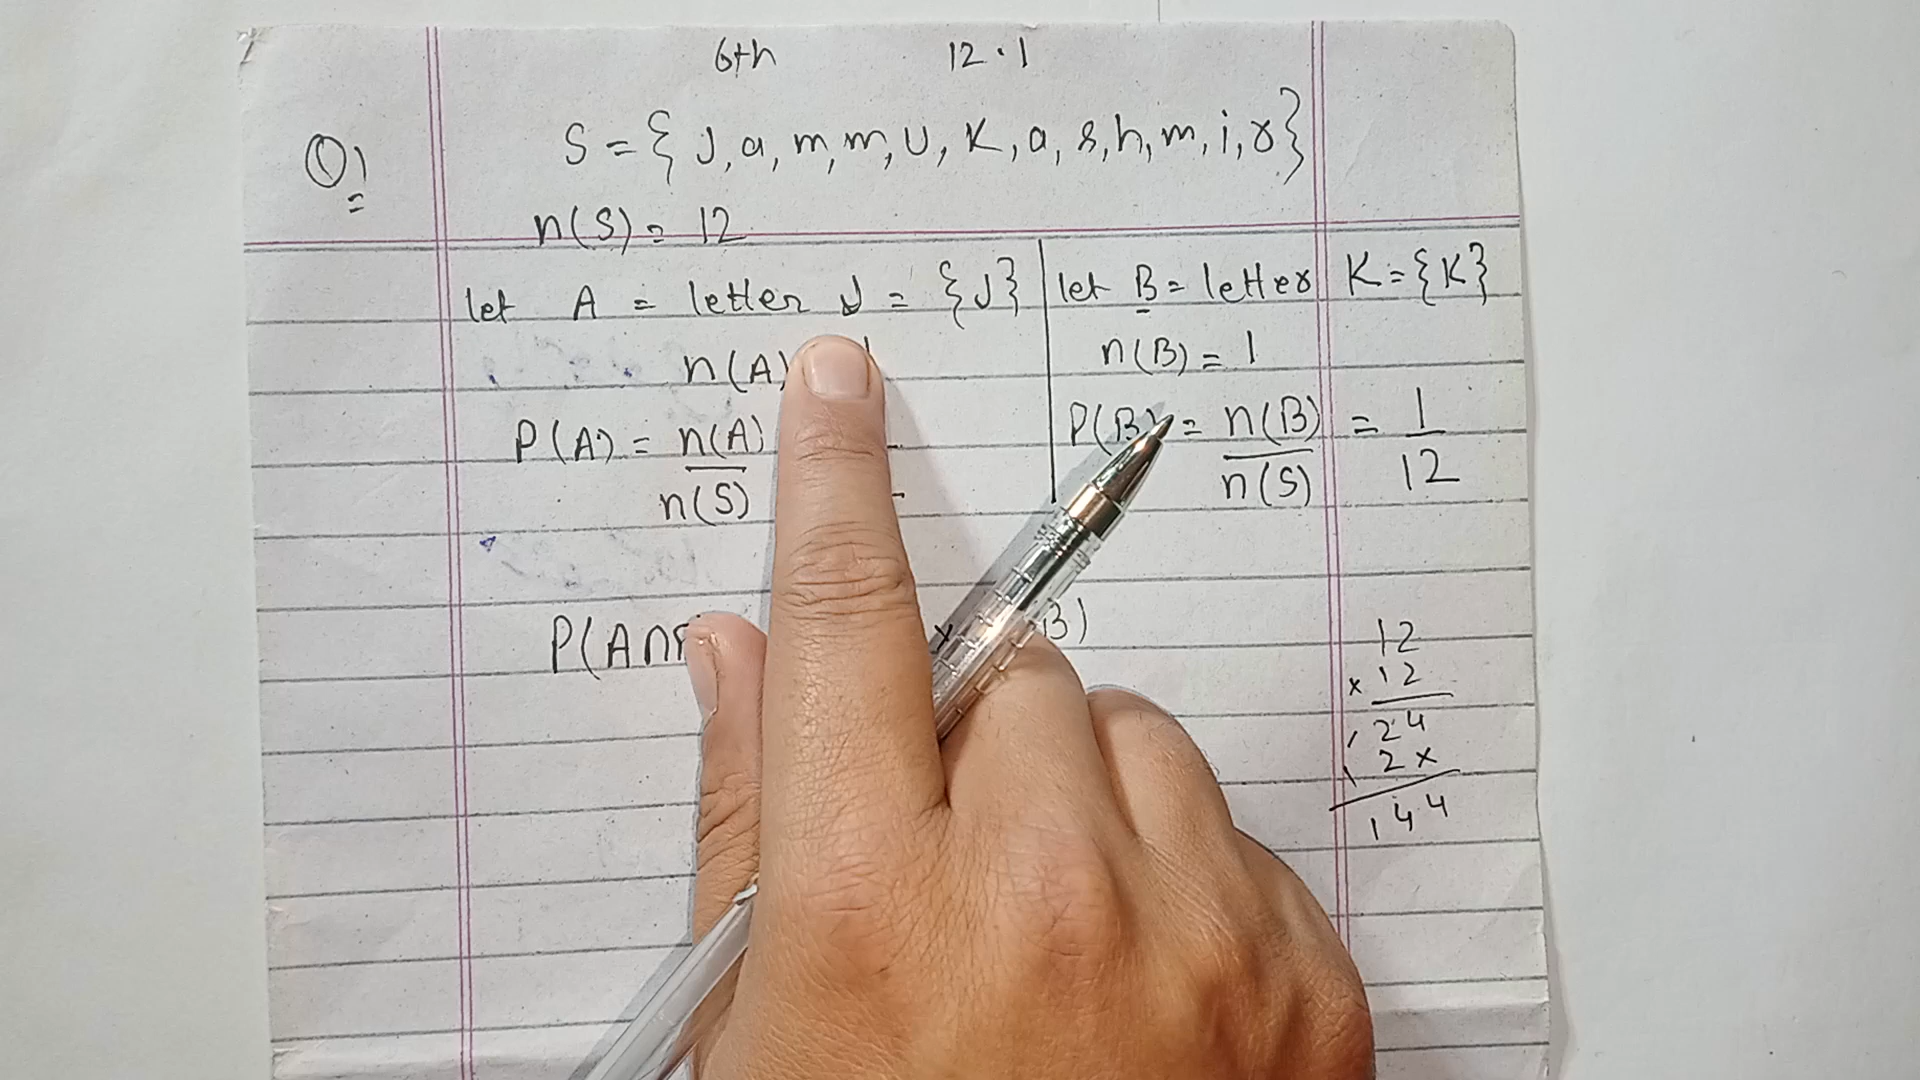 6th 12.1
Q1 S = { J, a, m, m, U, K, a, s, h, m, i, r }
n(S) = 12
let A = letter J = {J}
n(A)
P(A) = n(A)
n(S)
let B = letter K = {K}
n(B) = 1
P(B) = n(B) = 1
n(S) 12
P(A∩ × B)
12
× 12
24
12×
144